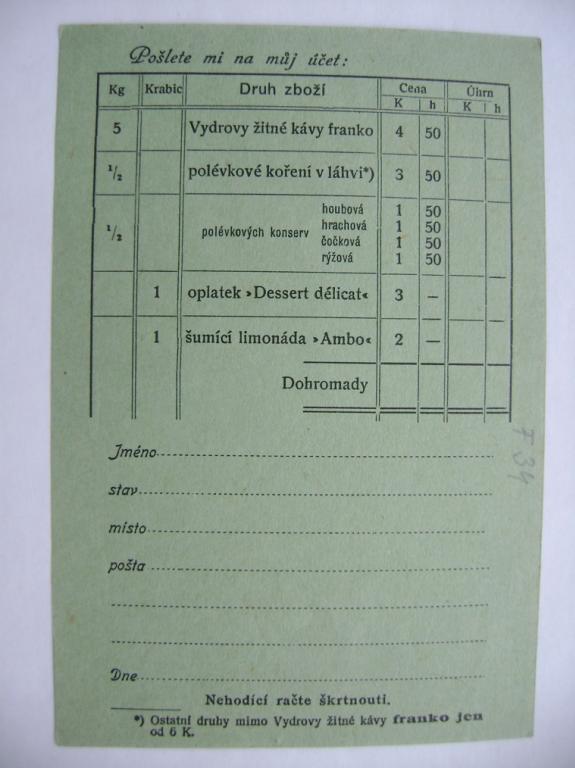 Pošlete mi na můj účet:
Kg Krabic Druh zboží Cena Úhrn
K h K h
5 Vydrovy žitné kávy franko 4 50
1/2 polévkové koření v láhvi*) 3 50
houbová 1 50
hrachová 1 50
1/2 polévkových konserv
čočková 1 50
rýžová 1 50
1 oplatek »Dessert délicat« 3 —
1 šumící limonáda »Ambo« 2 —
Dohromady
Jméno
stav
místo
pošta
Dne
Nehodící račte škrtnouti.
*) Ostatní druhy mimo Vydrovy žitné kávy franko jen
od 6 K.